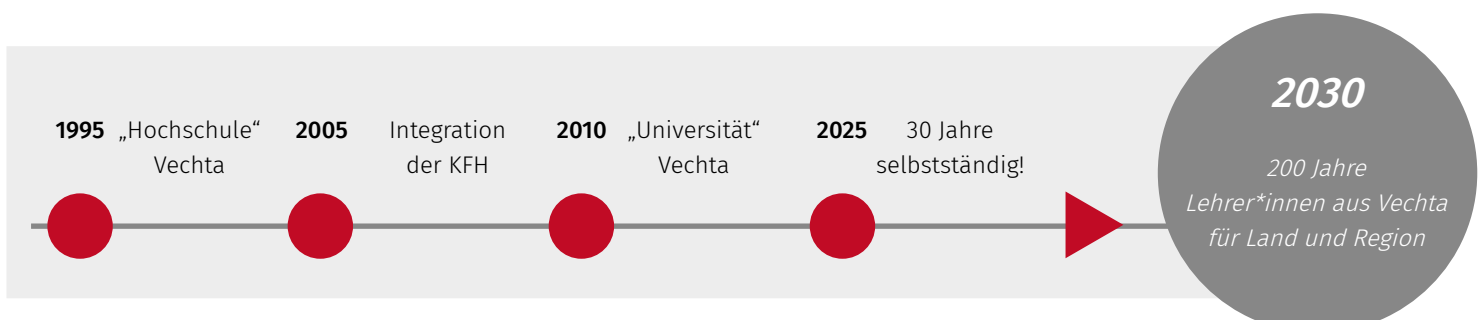 1995 „Hochschule“
Vechta
2005 Integration
der KFH
2010 „Universität“
Vechta
2025 30 Jahre
selbstständig!
2030
200 Jahre
Lehrer*innen aus Vechta
für Land und Region